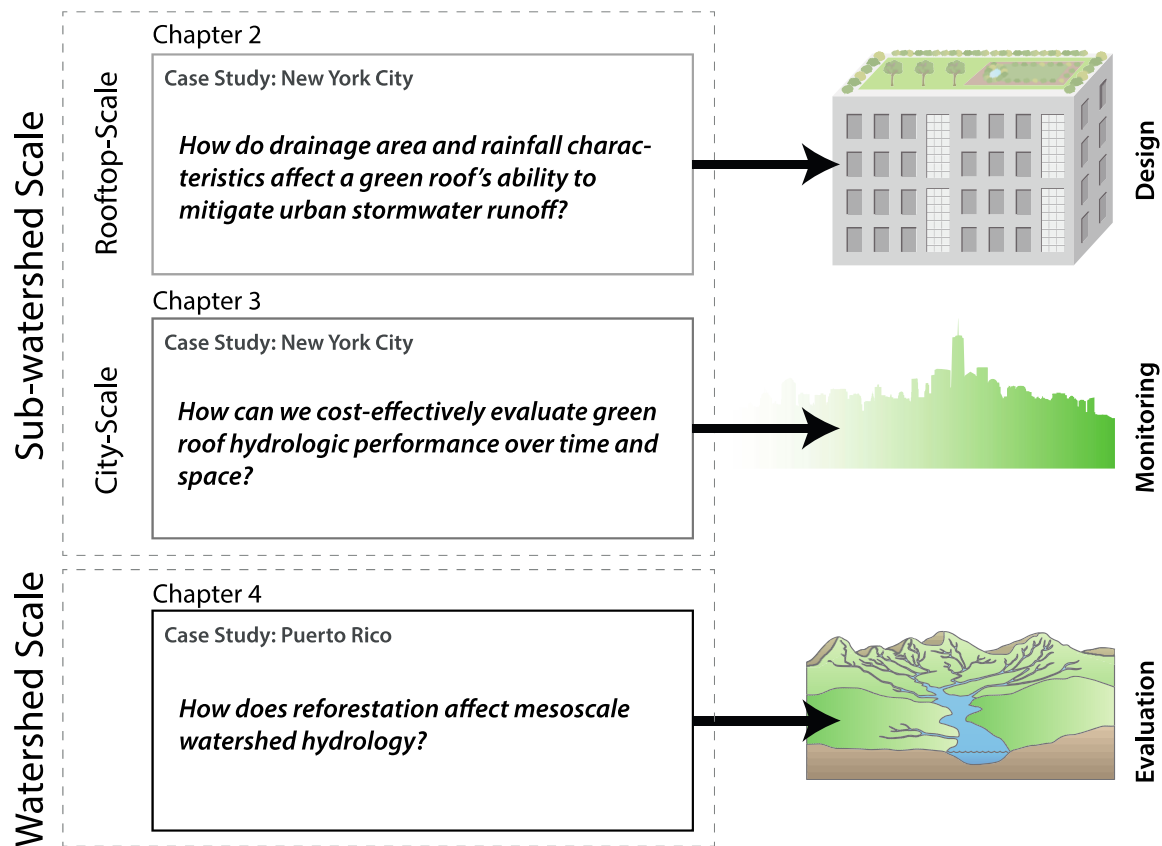 Sub-watershed Scale
Rooftop-Scale
Chapter 2
Case Study: New York City
How do drainage area and rainfall charac-
teristics affect a green roof's ability to
mitigate urban stormwater runoff?
Design
City-Scale
Chapter 3
Case Study: New York City
How can we cost-effectively evaluate green
roof hydrologic performance over time and
space?
Monitoring
Watershed Scale
Chapter 4
Case Study: Puerto Rico
How does reforestation affect mesoscale
watershed hydrology?
Evaluation